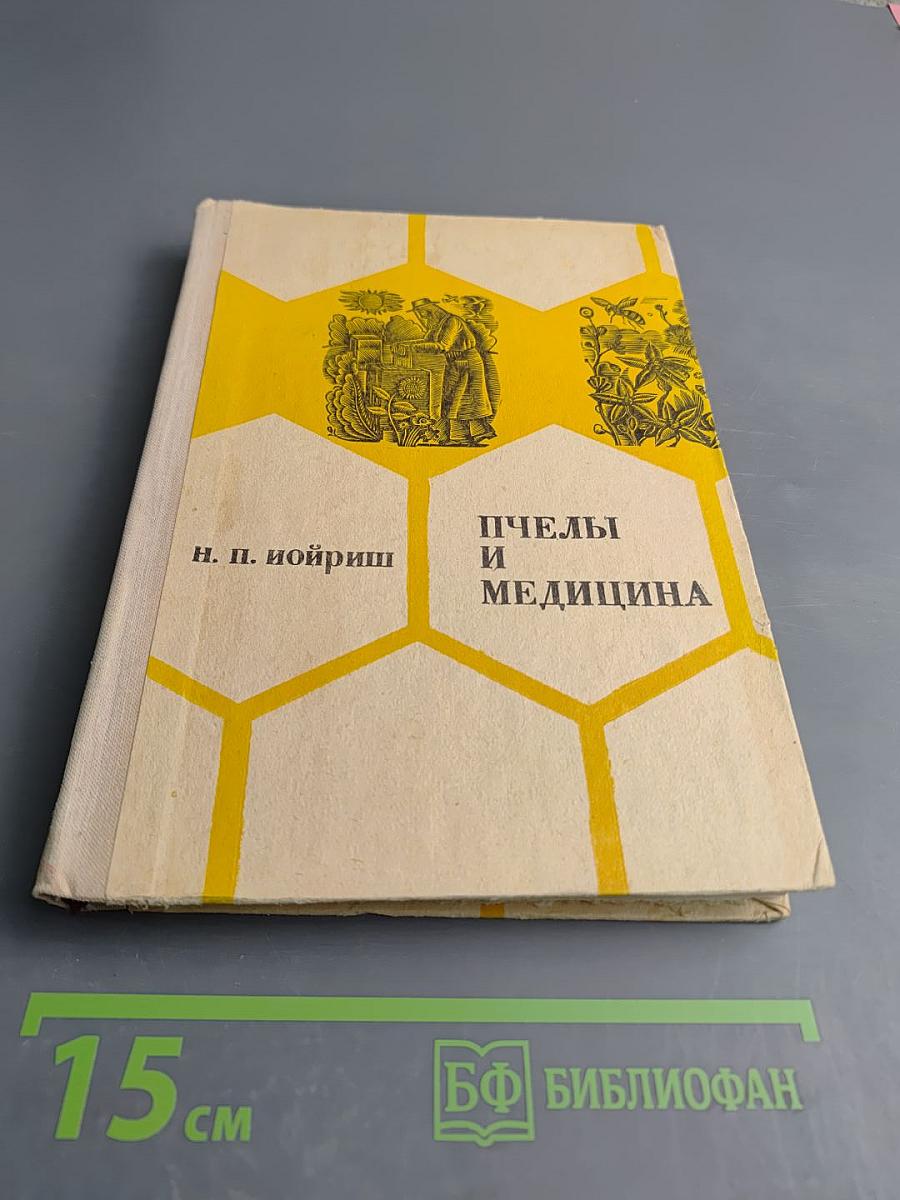 Н. П. ИОЙРИШ
ПЧЕЛЫ
И
МЕДИЦИНА
15 см
БФ БИБЛИОФАН